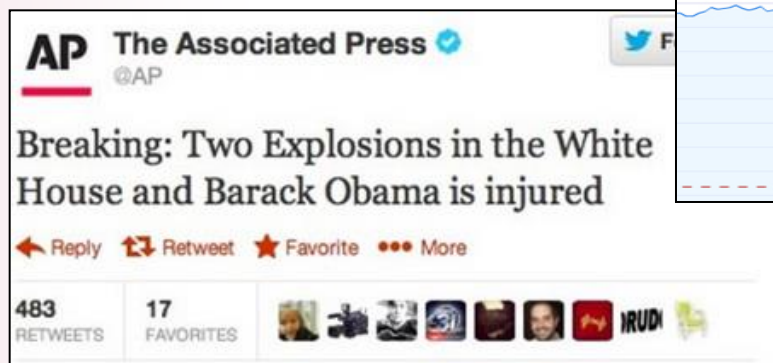 AP
The Associated Press
@AP
F
Breaking: Two Explosions in the White
House and Barack Obama is injured
Reply Retweet Favorite More
483 17
RETWEETS FAVORITES